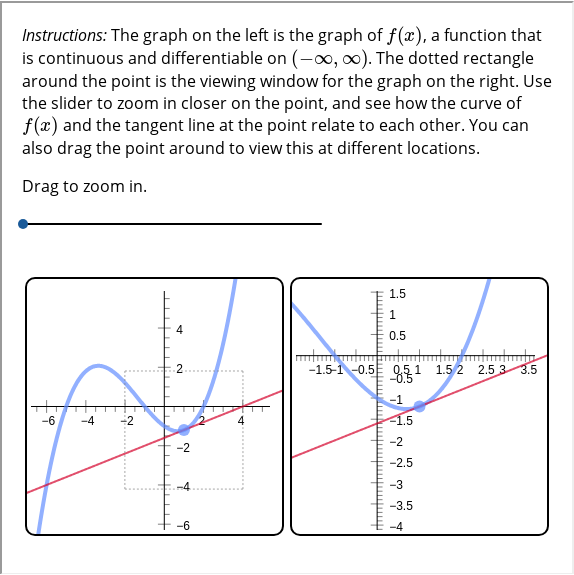 Instructions: The graph on the left is the graph of f(x), a function that
is continuous and differentiable on (−∞, ∞). The dotted rectangle
around the point is the viewing window for the graph on the right. Use
the slider to zoom in closer on the point, and see how the curve of
f(x) and the tangent line at the point relate to each other. You can
also drag the point around to view this at different locations.
Drag to zoom in.
4
2
−6 −4 −2 2 4
−2
−4
−6
1.5
1
0.5
−1.5 −1 −0.5 0.5 1 1.5 2 2.5 3 3.5
−0.5
−1
−1.5
−2
−2.5
−3
−3.5
−4